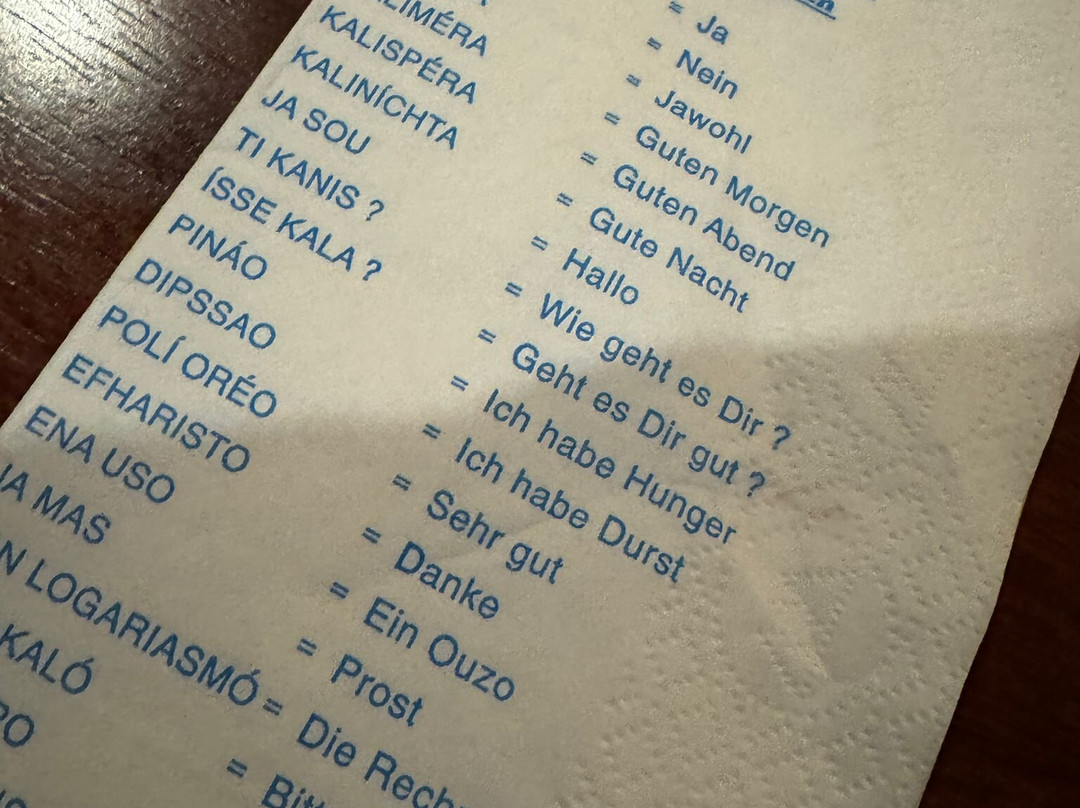 = Ja
= Nein
= Jawohl
LIMÉRA = Guten Morgen
KALISPÉRA = Guten Abend
KALINÍCHTA = Gute Nacht
JA SOU = Hallo
TI KANIS ? = Wie geht es Dir ?
ÍSSE KALA ? = Geht es Dir gut ?
PINÁO = Ich habe Hunger
DIPSSAO = Ich habe Durst
POLÍ ORÉO = Sehr gut
EFHARISTO = Danke
ENA USO = Ein Ouzo
MAS = Prost
N LOGARIASMÓ = Die Rech
KALÓ =